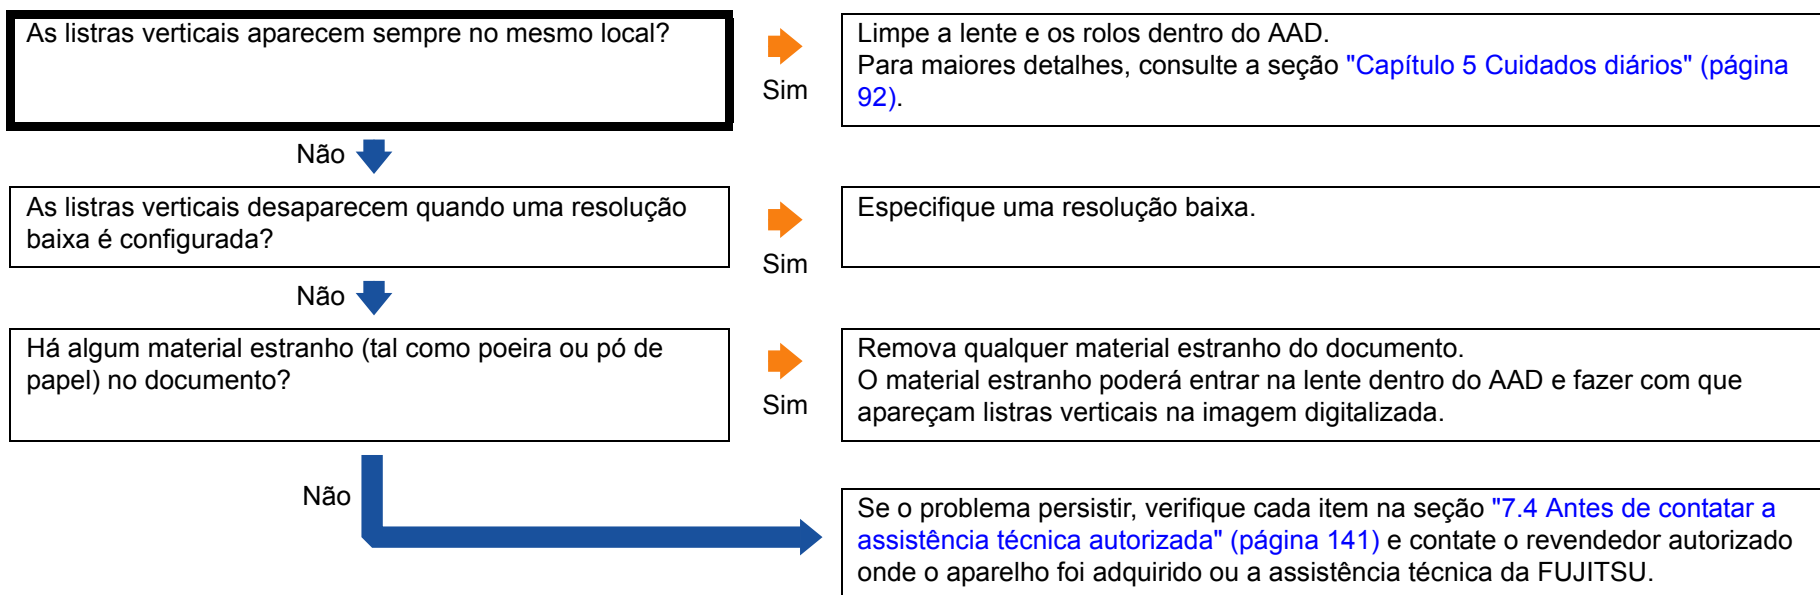 As listras verticais aparecem sempre no mesmo local?
Sim
Limpe a lente e os rolos dentro do AAD.
Para maiores detalhes, consulte a seção "Capítulo 5 Cuidados diários" (página
92).
Não
As listras verticais desaparecem quando uma resolução
baixa é configurada?
Sim
Especifique uma resolução baixa.
Não
Há algum material estranho (tal como poeira ou pó de
papel) no documento?
Sim
Remova qualquer material estranho do documento.
O material estranho poderá entrar na lente dentro do AAD e fazer com que
apareçam listras verticais na imagem digitalizada.
Não
Se o problema persistir, verifique cada item na seção "7.4 Antes de contatar a
assistência técnica autorizada" (página 141) e contate o revendedor autorizado
onde o aparelho foi adquirido ou a assistência técnica da FUJITSU.